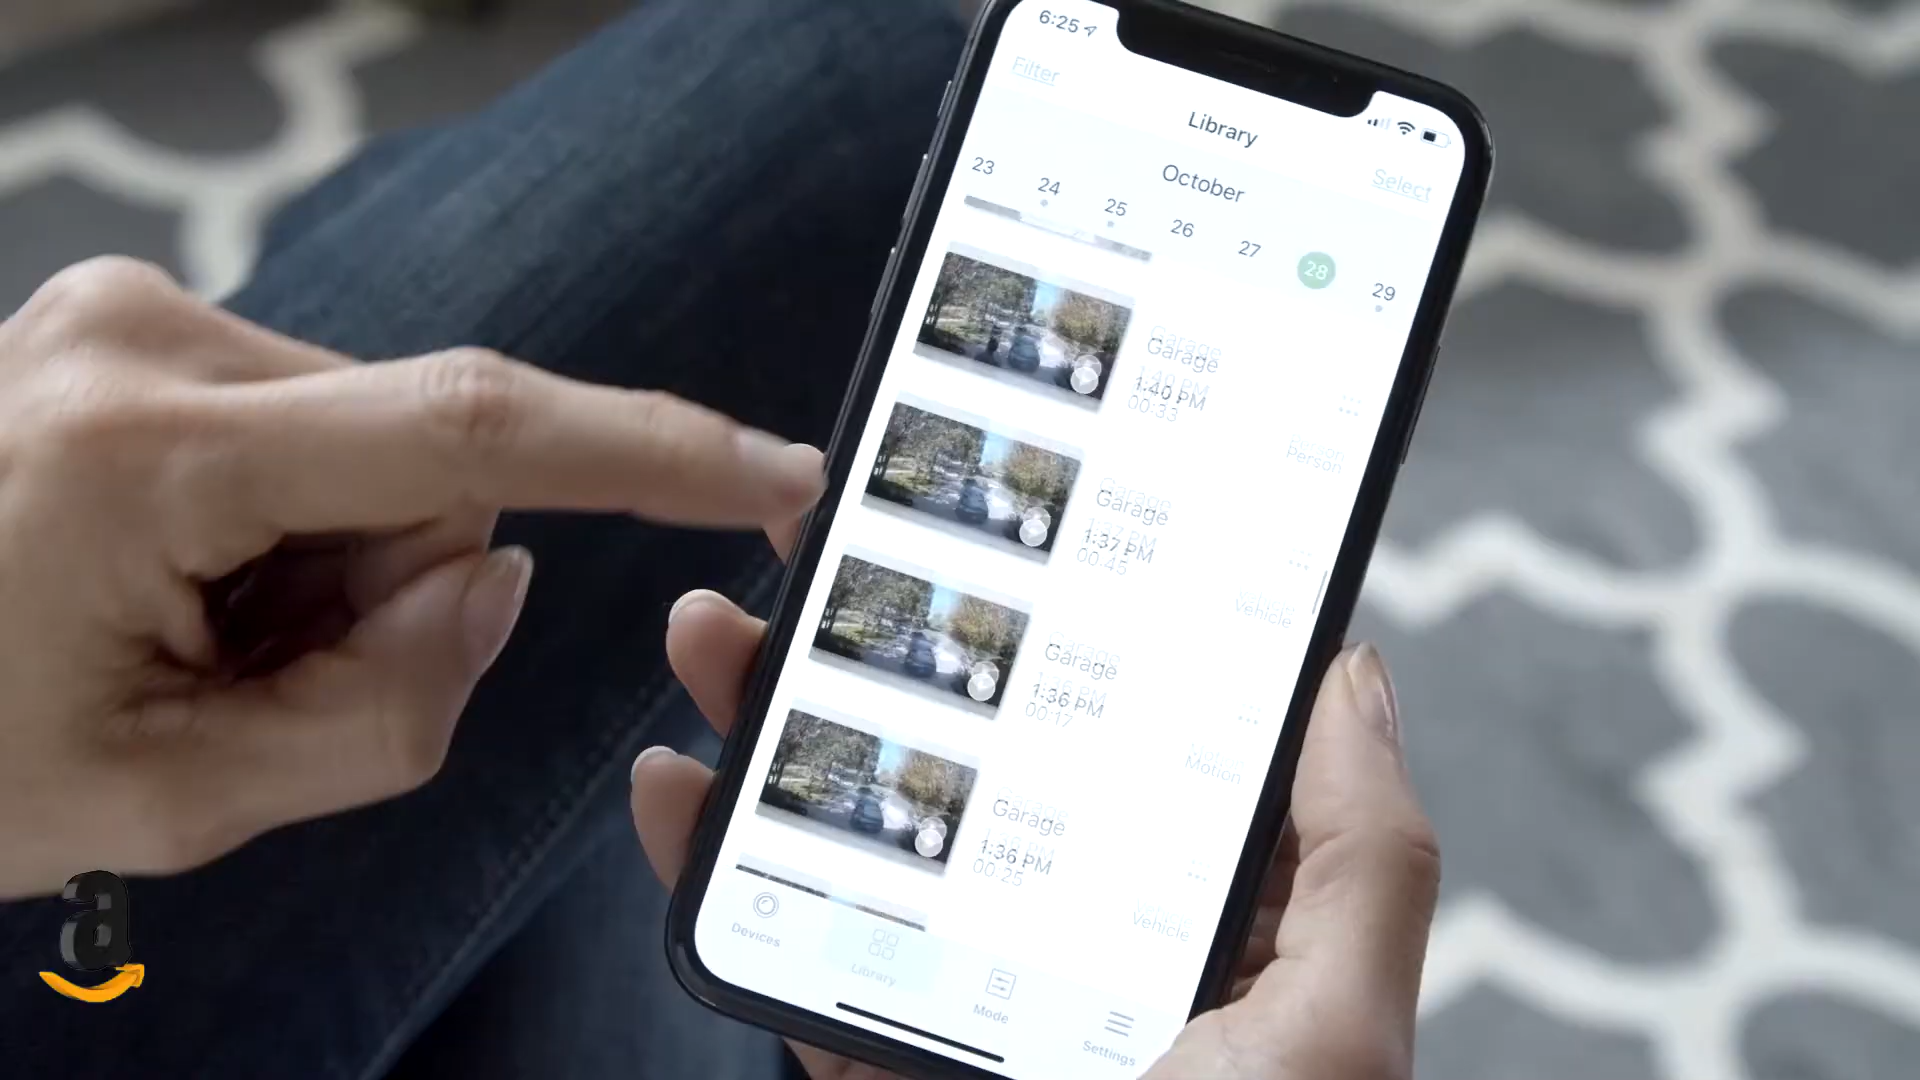 6:25
Filter
Library
Select
October
23 24 25 26 27 28 29
Garage
1:40 PM
00:33
Person
Garage
1:37 PM
00:45
Vehicle
Garage
1:36 PM
00:17
Motion
Garage
1:36 PM
00:25
Vehicle
Devices
Library
Mode
Settings
a